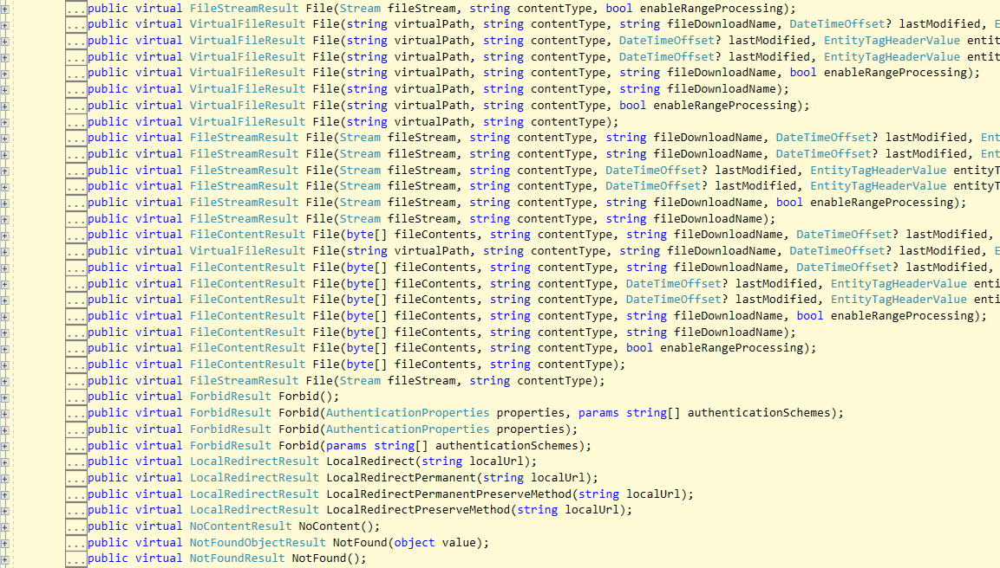 ...public virtual FileStreamResult File(Stream fileStream, string contentType, bool enableRangeProcessing);
...public virtual VirtualFileResult File(string virtualPath, string contentType, string fileDownloadName, DateTimeOffset? lastModified, E
...public virtual VirtualFileResult File(string virtualPath, string contentType, DateTimeOffset? lastModified, EntityTagHeaderValue entit
...public virtual VirtualFileResult File(string virtualPath, string contentType, DateTimeOffset? lastModified, EntityTagHeaderValue entit
...public virtual VirtualFileResult File(string virtualPath, string contentType, string fileDownloadName, bool enableRangeProcessing);
...public virtual VirtualFileResult File(string virtualPath, string contentType, string fileDownloadName);
...public virtual VirtualFileResult File(string virtualPath, string contentType, bool enableRangeProcessing);
...public virtual VirtualFileResult File(string virtualPath, string contentType);
...public virtual FileStreamResult File(Stream fileStream, string contentType, string fileDownloadName, DateTimeOffset? lastModified, Ent
...public virtual FileStreamResult File(Stream fileStream, string contentType, string fileDownloadName, DateTimeOffset? lastModified, Ent
...public virtual FileStreamResult File(Stream fileStream, string contentType, DateTimeOffset? lastModified, EntityTagHeaderValue entityT
...public virtual FileStreamResult File(Stream fileStream, string contentType, DateTimeOffset? lastModified, EntityTagHeaderValue entityT
...public virtual FileStreamResult File(Stream fileStream, string contentType, string fileDownloadName, bool enableRangeProcessing);
...public virtual FileStreamResult File(Stream fileStream, string contentType, string fileDownloadName);
...public virtual FileContentResult File(byte[] fileContents, string contentType, string fileDownloadName, DateTimeOffset? lastModified,
...public virtual VirtualFileResult File(string virtualPath, string contentType, string fileDownloadName, DateTimeOffset? lastModified, E
...public virtual FileContentResult File(byte[] fileContents, string contentType, string fileDownloadName, DateTimeOffset? lastModified,
...public virtual FileContentResult File(byte[] fileContents, string contentType, DateTimeOffset? lastModified, EntityTagHeaderValue enti
...public virtual FileContentResult File(byte[] fileContents, string contentType, DateTimeOffset? lastModified, EntityTagHeaderValue enti
...public virtual FileContentResult File(byte[] fileContents, string contentType, string fileDownloadName, bool enableRangeProcessing);
...public virtual FileContentResult File(byte[] fileContents, string contentType, string fileDownloadName);
...public virtual FileContentResult File(byte[] fileContents, string contentType, bool enableRangeProcessing);
...public virtual FileContentResult File(byte[] fileContents, string contentType);
...public virtual FileStreamResult File(Stream fileStream, string contentType);
...public virtual ForbidResult Forbid();
...public virtual ForbidResult Forbid(AuthenticationProperties properties, params string[] authenticationSchemes);
...public virtual ForbidResult Forbid(AuthenticationProperties properties);
...public virtual ForbidResult Forbid(params string[] authenticationSchemes);
...public virtual LocalRedirectResult LocalRedirect(string localUrl);
...public virtual LocalRedirectResult LocalRedirectPermanent(string localUrl);
...public virtual LocalRedirectResult LocalRedirectPermanentPreserveMethod(string localUrl);
...public virtual LocalRedirectResult LocalRedirectPreserveMethod(string localUrl);
...public virtual NoContentResult NoContent();
...public virtual NotFoundObjectResult NotFound(object value);
...public virtual NotFoundResult NotFound();